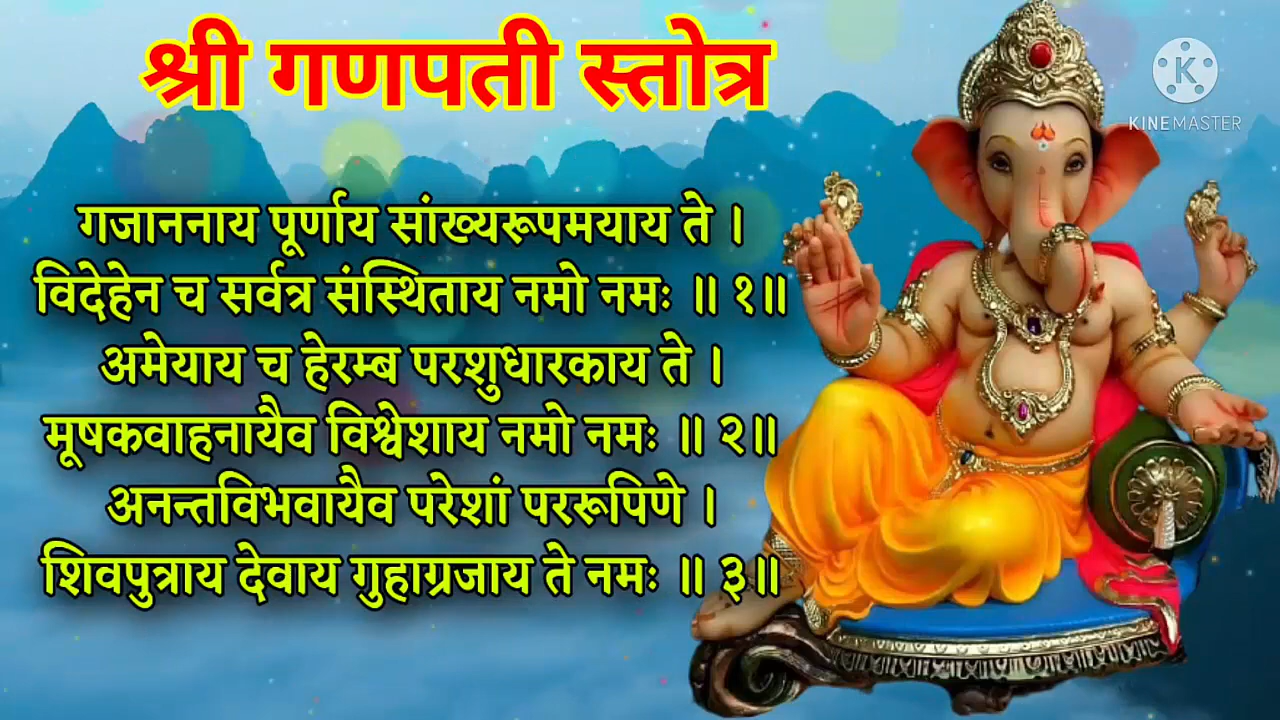 श्री गणपती स्तोत्र
KINEMASTER
गजाननाय पूर्णाय सांख्यरूपमयाय ते ।
विदेहेन च सर्वत्र संस्थिताय नमो नमः ॥ १॥
अमेयाय च हेरम्ब परशुधारकाय ते ।
मूषकवाहनायैव विश्वेशाय नमो नमः ॥ २॥
अनन्तविभवायैव परेशां पररूपिणे ।
शिवपुत्राय देवाय गुहाग्रजाय ते नमः ॥ ३॥